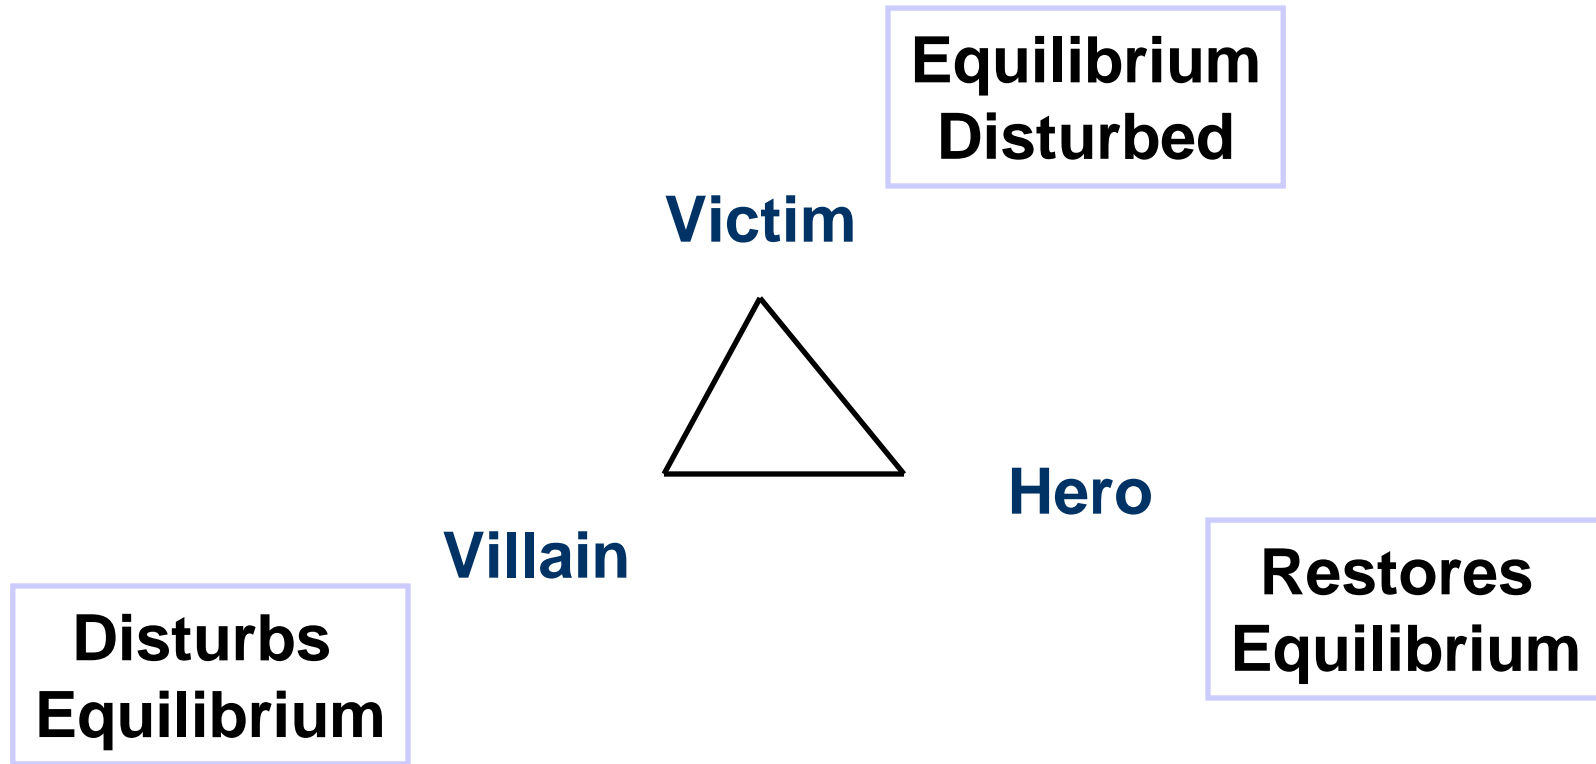 Equilibrium
Disturbed
Victim
Hero
Villain
Restores
Equilibrium
Disturbs
Equilibrium